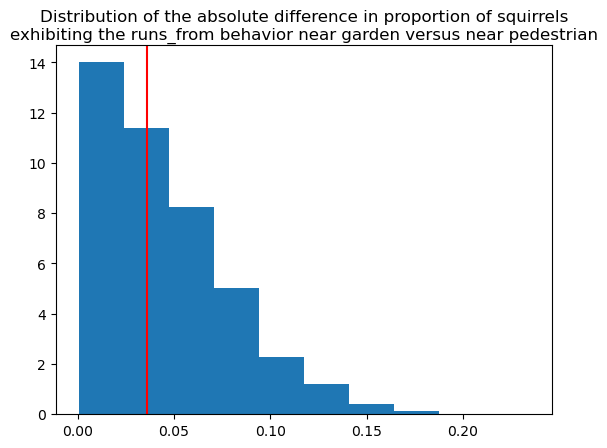 Distribution of the absolute difference in proportion of squirrels
exhibiting the runs_from behavior near garden versus near pedestrian
14
12
10
8
6
4
2
0
0.00 0.05 0.10 0.15 0.20